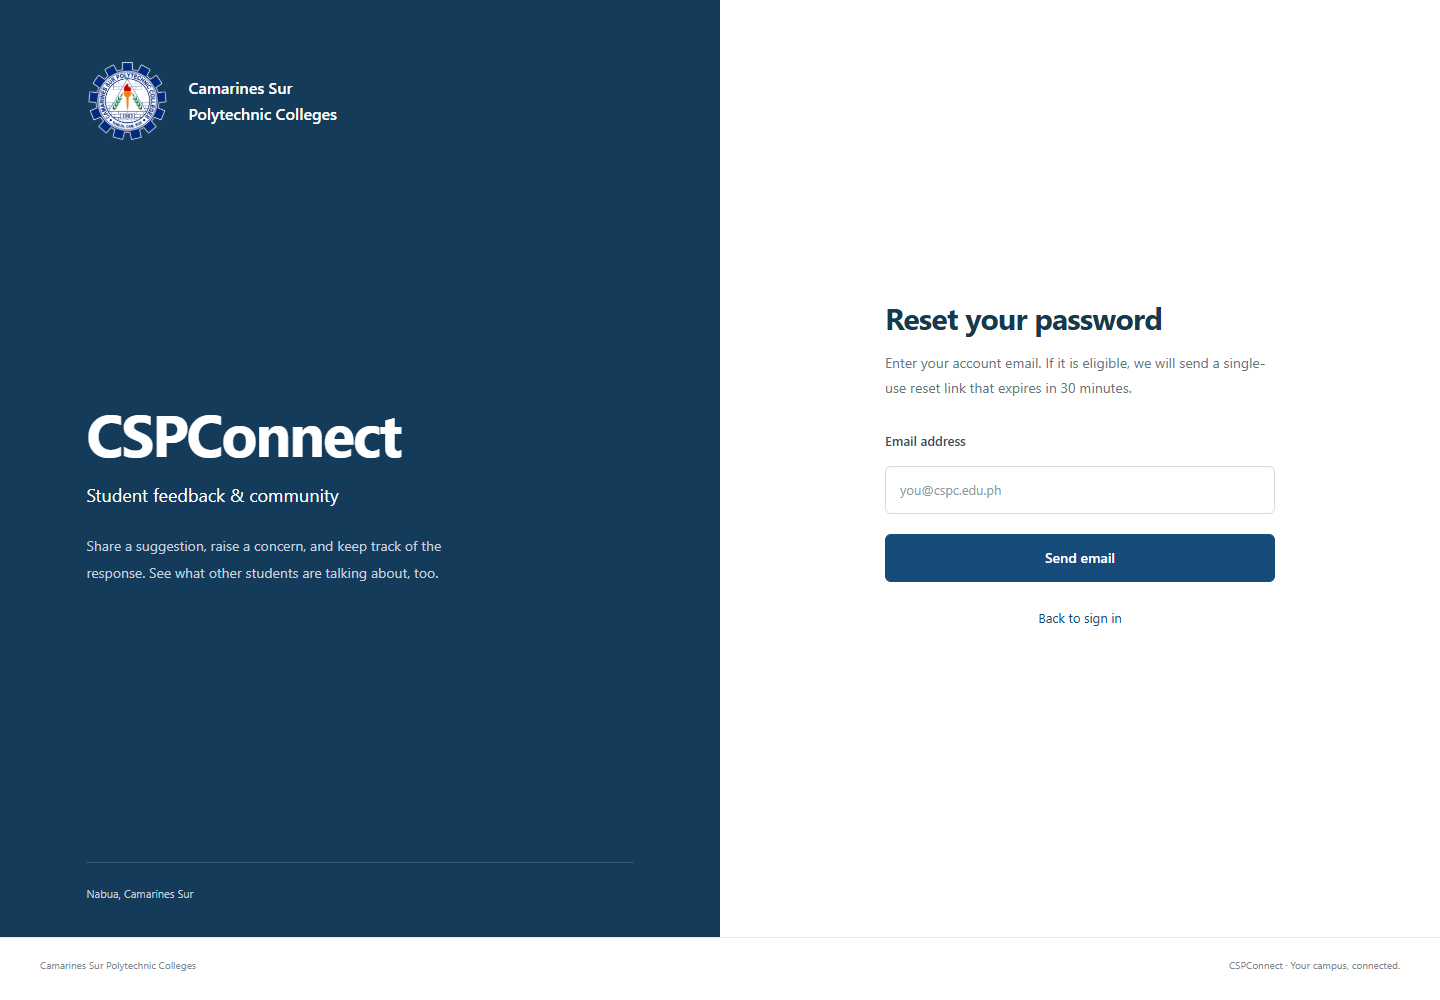 Camarines Sur
Polytechnic Colleges
CSPConnect
Student feedback & community
Share a suggestion, raise a concern, and keep track of the
response. See what other students are talking about, too.
Nabua, Camarines Sur
Reset your password
Enter your account email. If it is eligible, we will send a single-
use reset link that expires in 30 minutes.
Email address
you@cspc.edu.ph
Send email
Back to sign in
Camarines Sur Polytechnic Colleges
CSPConnect · Your campus, connected.